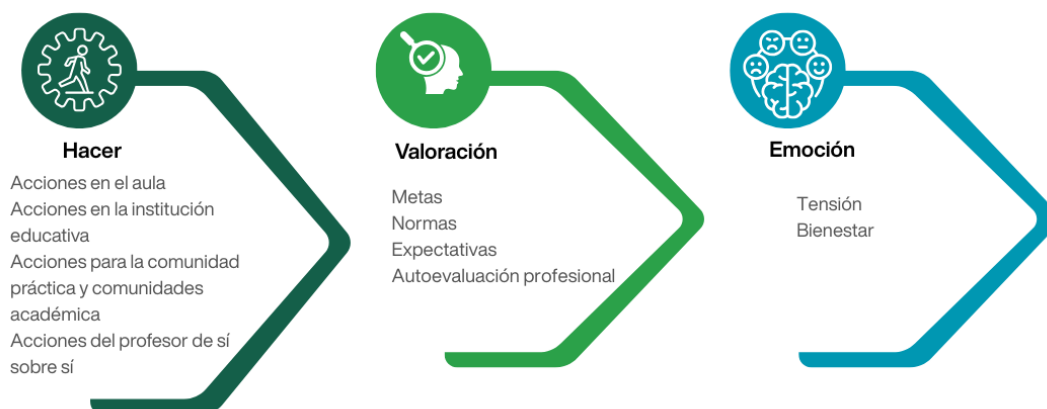 Hacer
Acciones en el aula
Acciones en la institución
educativa
Acciones para la comunidad
práctica y comunidades
académica
Acciones del profesor de sí
sobre sí
Valoración
Metas
Normas
Expectativas
Autoevaluación profesional
Emoción
Tensión
Bienestar